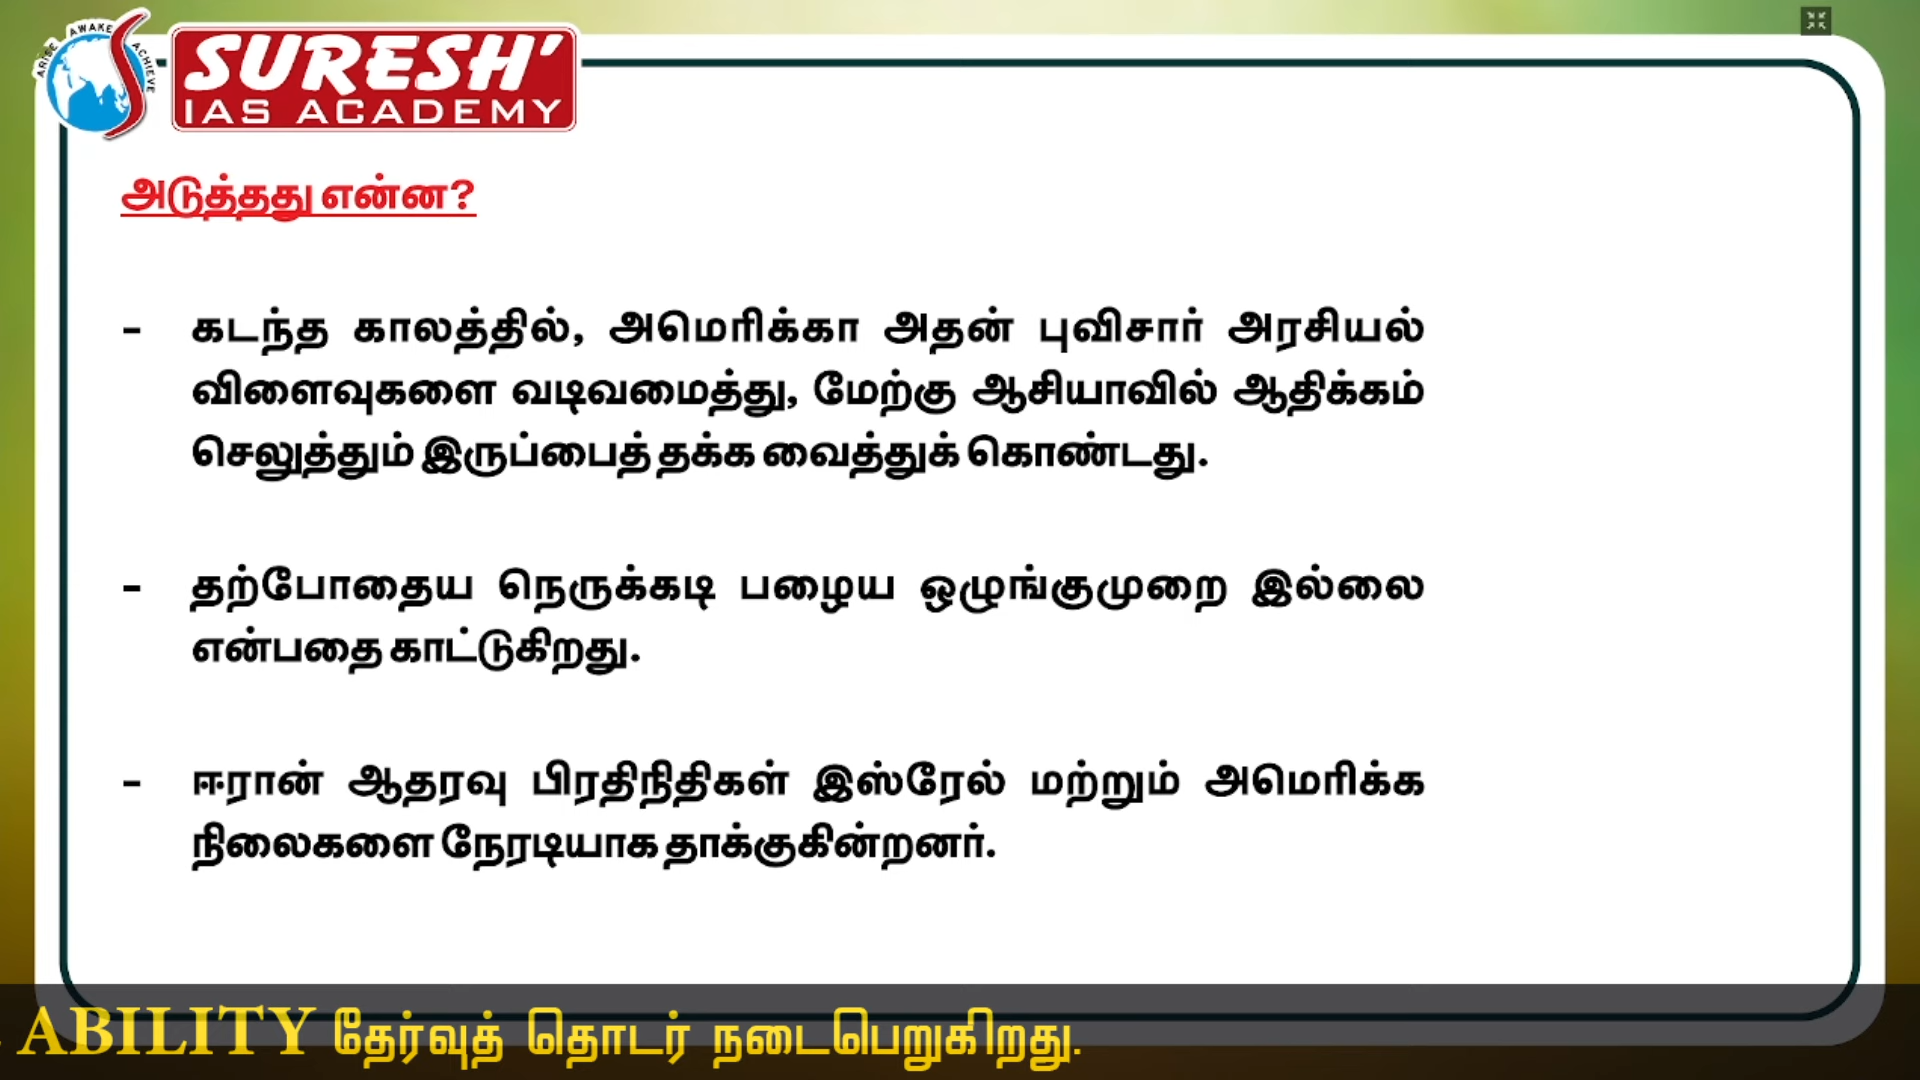 ARISE AWAKE ACHIEVE
SURESH'
IAS ACADEMY
அடுத்தது என்ன?
- கடந்த காலத்தில், அமெரிக்கா அதன் புவிசார் அரசியல்
விளைவுகளை வடிவமைத்து, மேற்கு ஆசியாவில் ஆதிக்கம்
செலுத்தும் இருப்பைத் தக்க வைத்துக் கொண்டது.
- தற்போதைய நெருக்கடி பழைய ஒழுங்குமுறை இல்லை
என்பதை காட்டுகிறது.
- ஈரான் ஆதரவு பிரதிநிதிகள் இஸ்ரேல் மற்றும் அமெரிக்க
நிலைகளை நேரடியாக தாக்குகின்றனர்.
ABILITY தேர்வுத் தொடர் நடைபெறுகிறது.